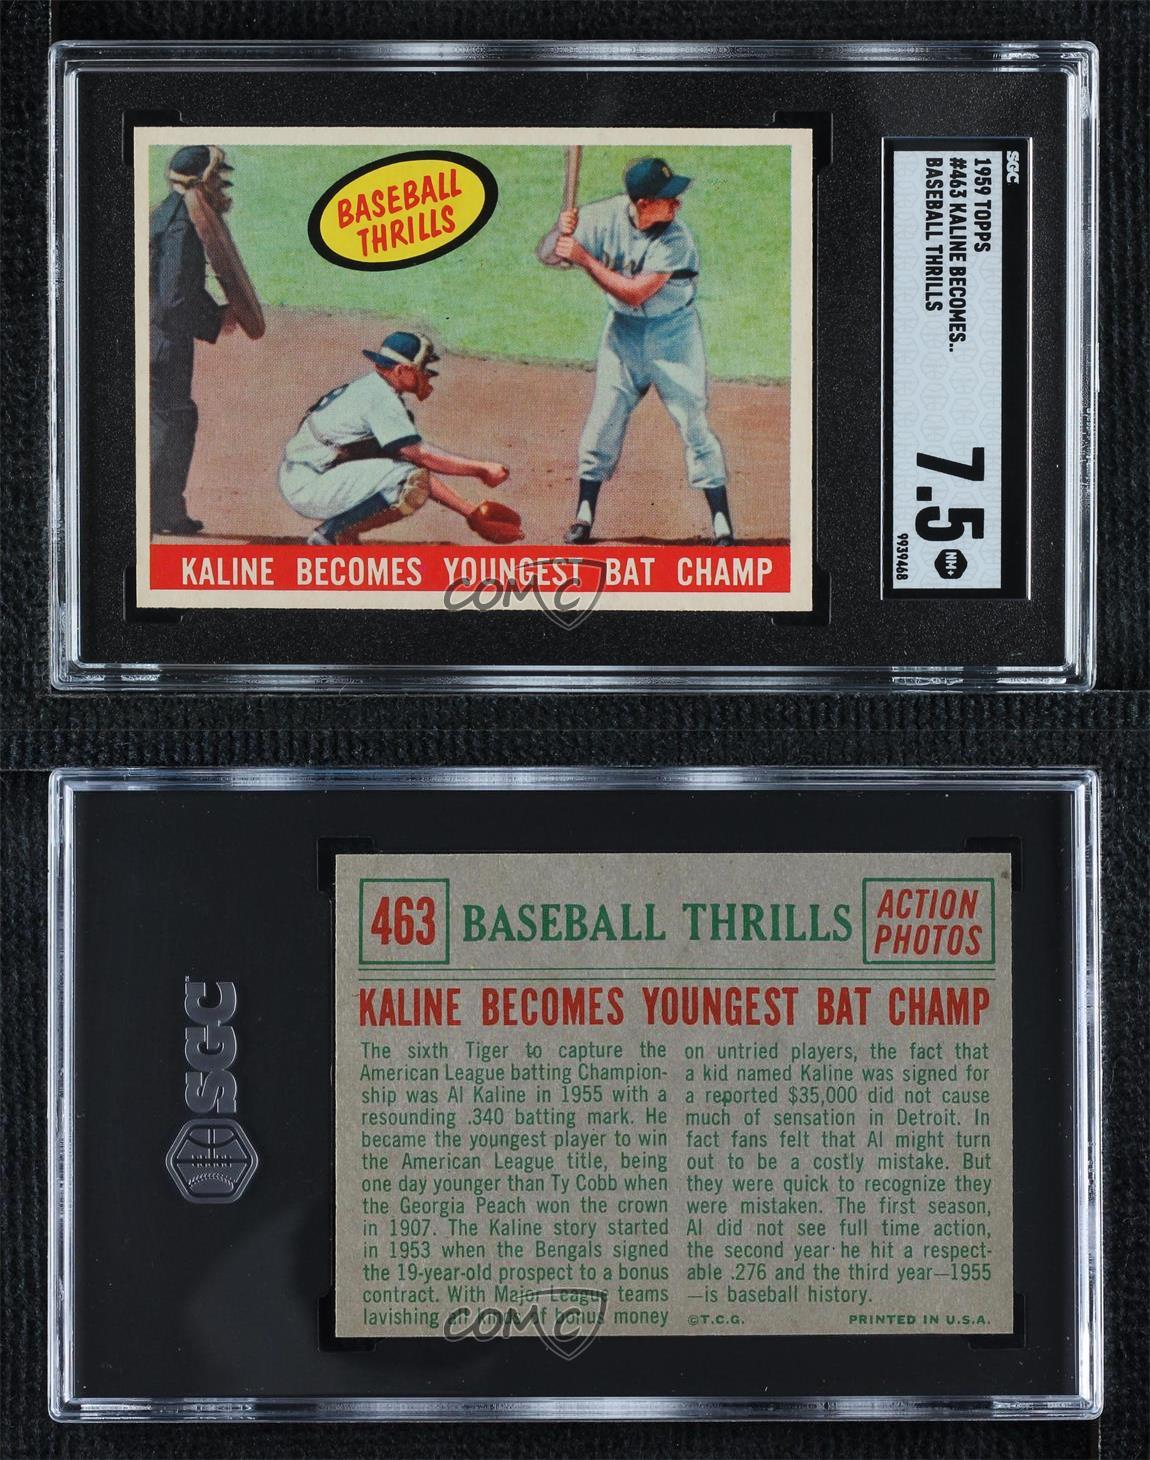 BASEBALL
THRILLS
KALINE BECOMES YOUNGEST BAT CHAMP
COMC
SGC
1959 TOPPS
#463 KALINE BECOMES..
BASEBALL THRILLS
7.5
NM+
9939468
SGC
463
BASEBALL THRILLS
ACTION
PHOTOS
KALINE BECOMES YOUNGEST BAT CHAMP
The sixth Tiger to capture the
American League batting Champion-
ship was Al Kaline in 1955 with a
resounding .340 batting mark. He
became the youngest player to win
the American League title, being
one day younger than Ty Cobb when
the Georgia Peach won the crown
in 1907. The Kaline story started
in 1953 when the Bengals signed
the 19-year-old prospect to a bonus
contract. With Major League teams
lavishing all kinds of bonus money
on untried players, the fact that
a kid named Kaline was signed for
a reported $35,000 did not cause
much of sensation in Detroit. In
fact fans felt that Al might turn
out to be a costly mistake. But
they were quick to recognize they
were mistaken. The first season,
Al did not see full time action,
the second year he hit a respect-
able .276 and the third year—1955
—is baseball history.
©T.C.G. PRINTED IN U.S.A.
COMC